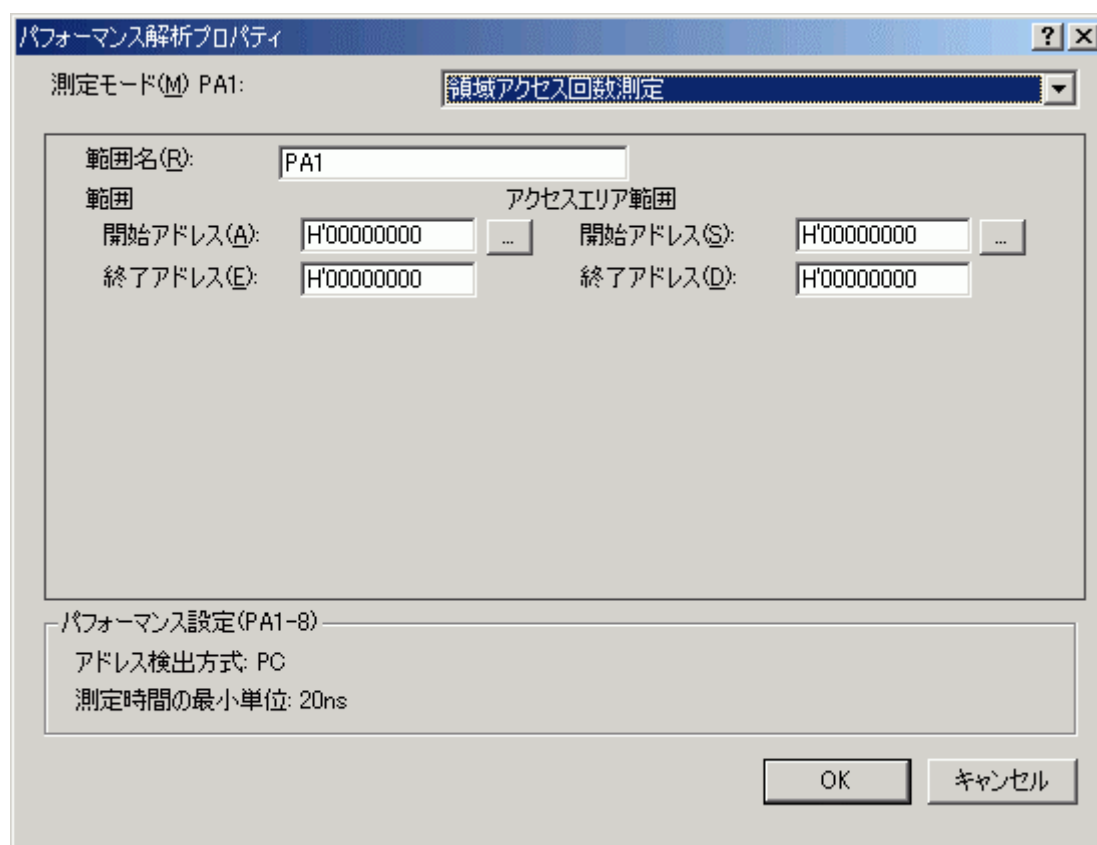 パフォーマンス解析プロパティ
測定モード(M) PA1: 領域アクセス回数測定
範囲名(R): PA1
範囲 アクセスエリア範囲
開始アドレス(A): H'00000000 ... 開始アドレス(S): H'00000000 ...
終了アドレス(E): H'00000000 終了アドレス(D): H'00000000
パフォーマンス設定(PA1-8)
アドレス検出方式: PC
測定時間の最小単位: 20ns
OK キャンセル